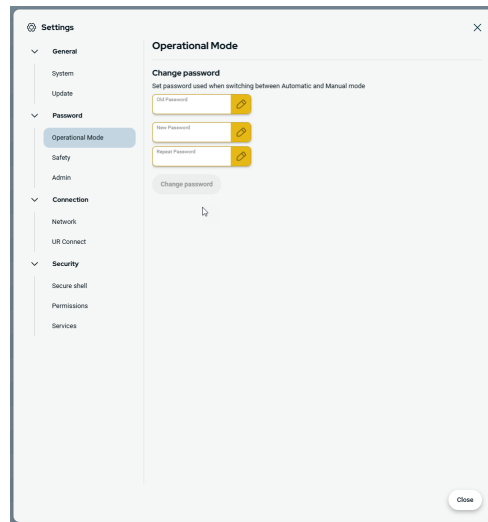 Settings
General
System
Update
Password
Operational Mode
Safety
Admin
Connection
Network
UR Connect
Security
Secure shell
Permissions
Services
Operational Mode
Change password
Set password used when switching between Automatic and Manual mode
Old Password
New Password
Repeat Password
Change password
Close